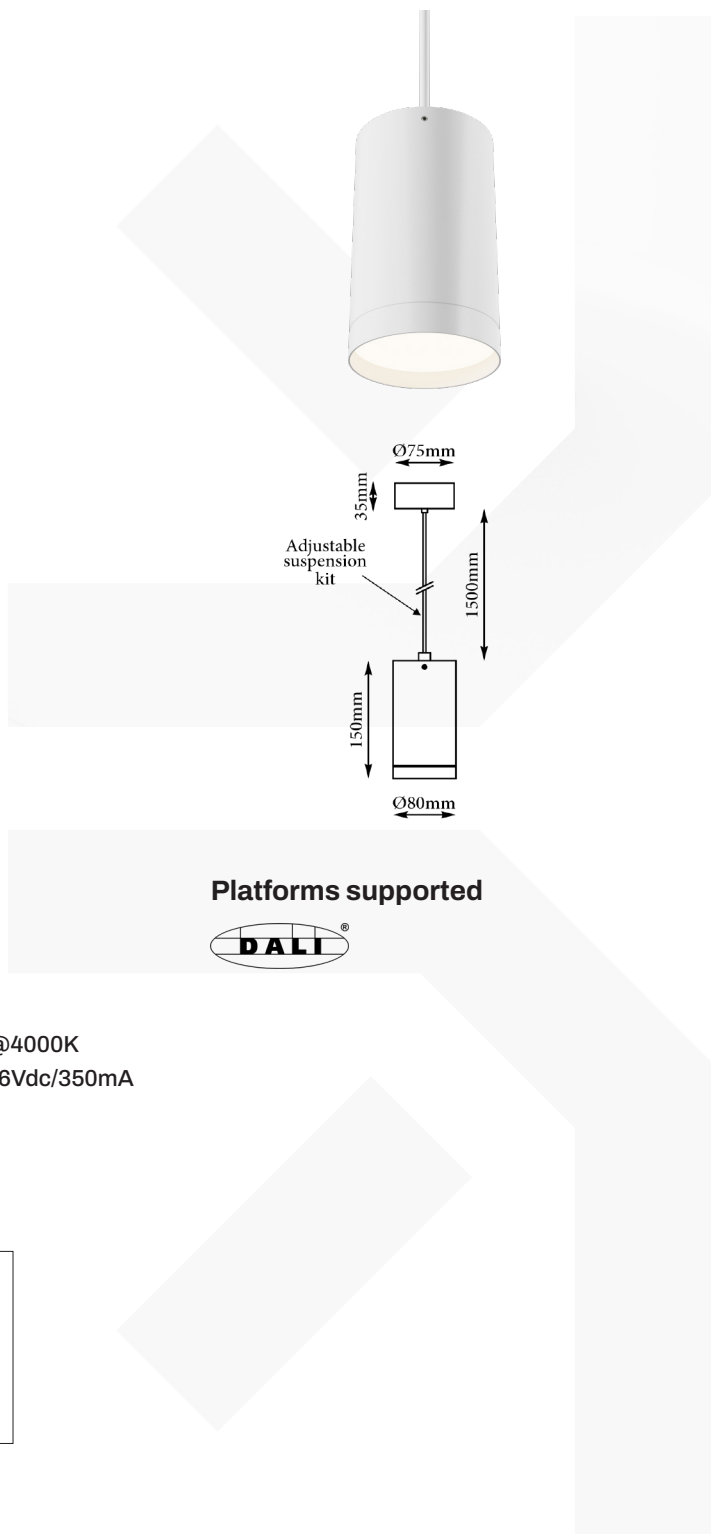 Ø75mm
35mm
Adjustable
suspension
kit
1500mm
150mm
Ø80mm
Platforms supported
DALI®
@4000K
6Vdc/350mA